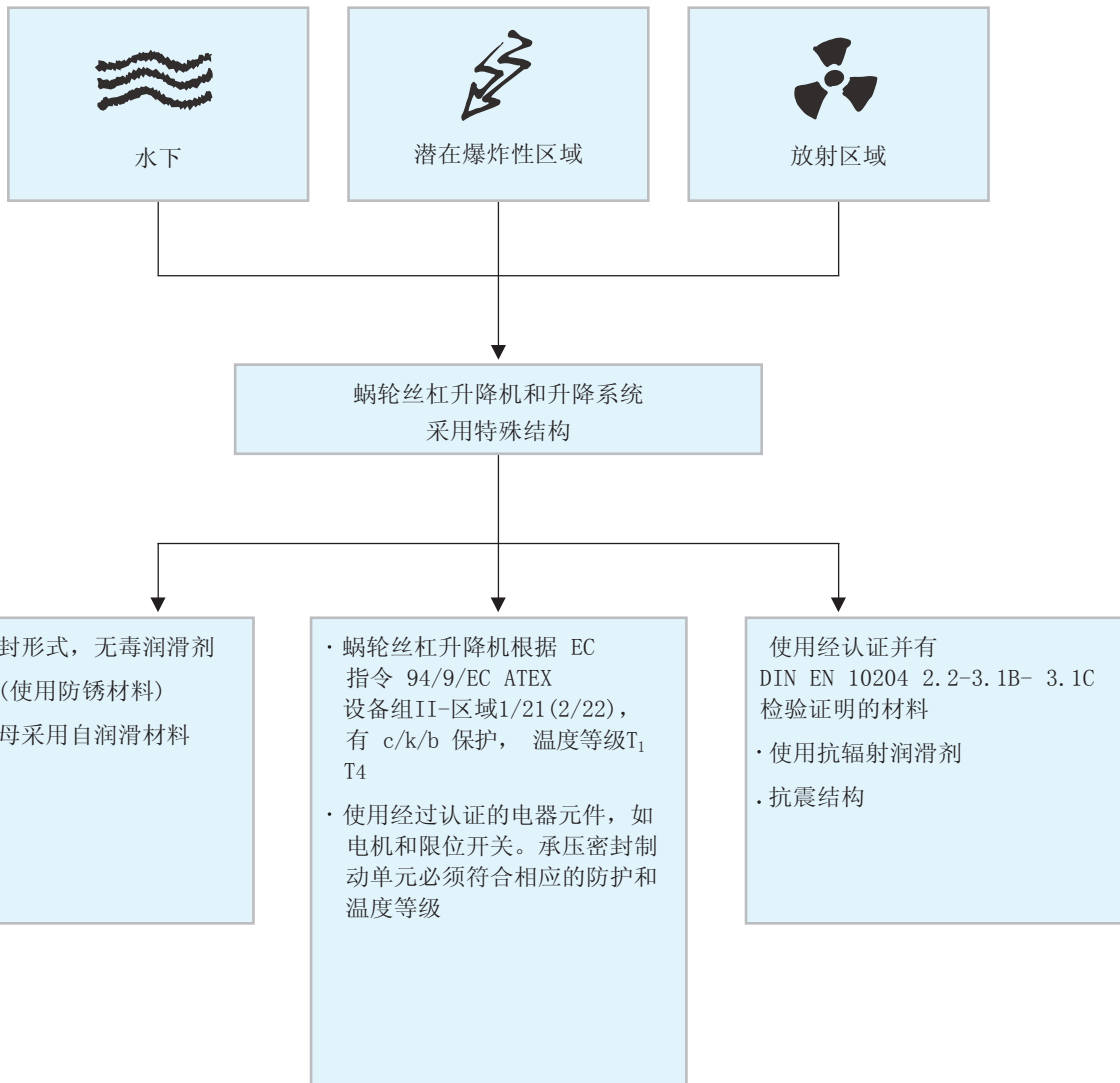 水下
潜在爆炸性区域
放射区域
蜗轮丝杠升降机和升降系统
采用特殊结构
封形式，无毒润滑剂
(使用防锈材料)
母采用自润滑材料
·蜗轮丝杠升降机根据 EC
指令 94/9/EC ATEX
设备组II-区域1/21(2/22),
有 c/k/b 保护， 温度等级T₁
T4
·使用经过认证的电器元件，如
电机和限位开关。承压密封制
动单元必须符合相应的防护和
温度等级
使用经认证并有
DIN EN 10204 2.2-3.1B- 3.1C
检验证明的材料
·使用抗辐射润滑剂
.抗震结构